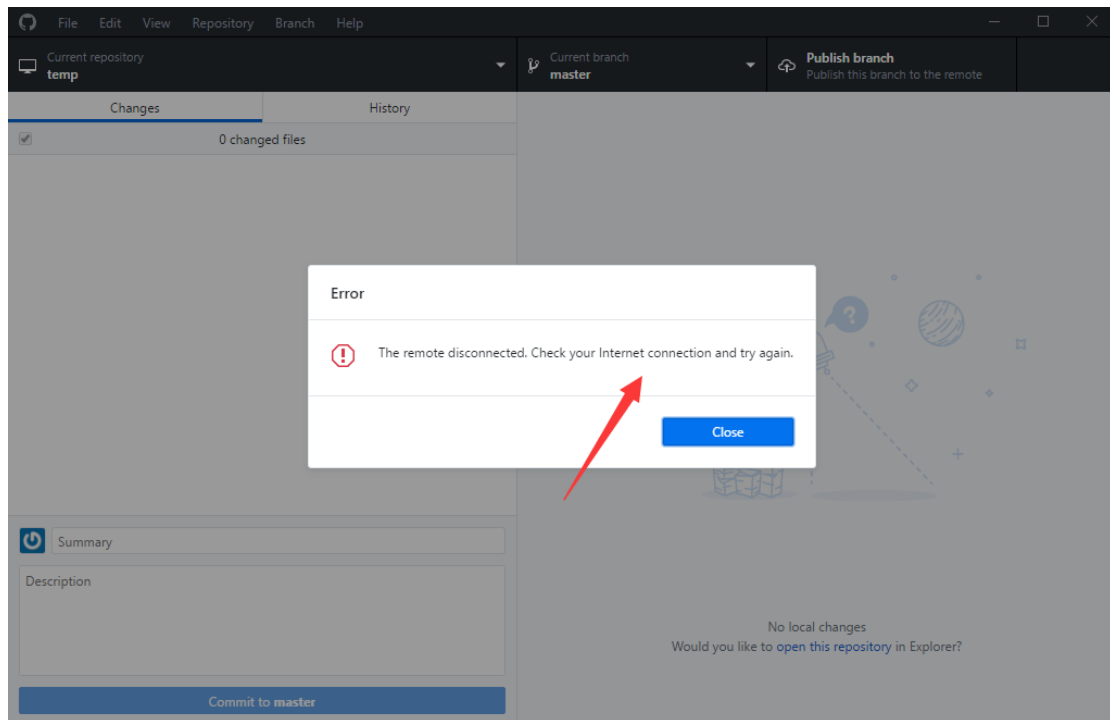 File Edit View Repository Branch Help
Current repository
temp
Current branch
master
Publish branch
Publish this branch to the remote
Changes
History
0 changed files
Error
The remote disconnected. Check your Internet connection and try again.
Close
Summary
Description
Commit to master
No local changes
Would you like to open this repository in Explorer?